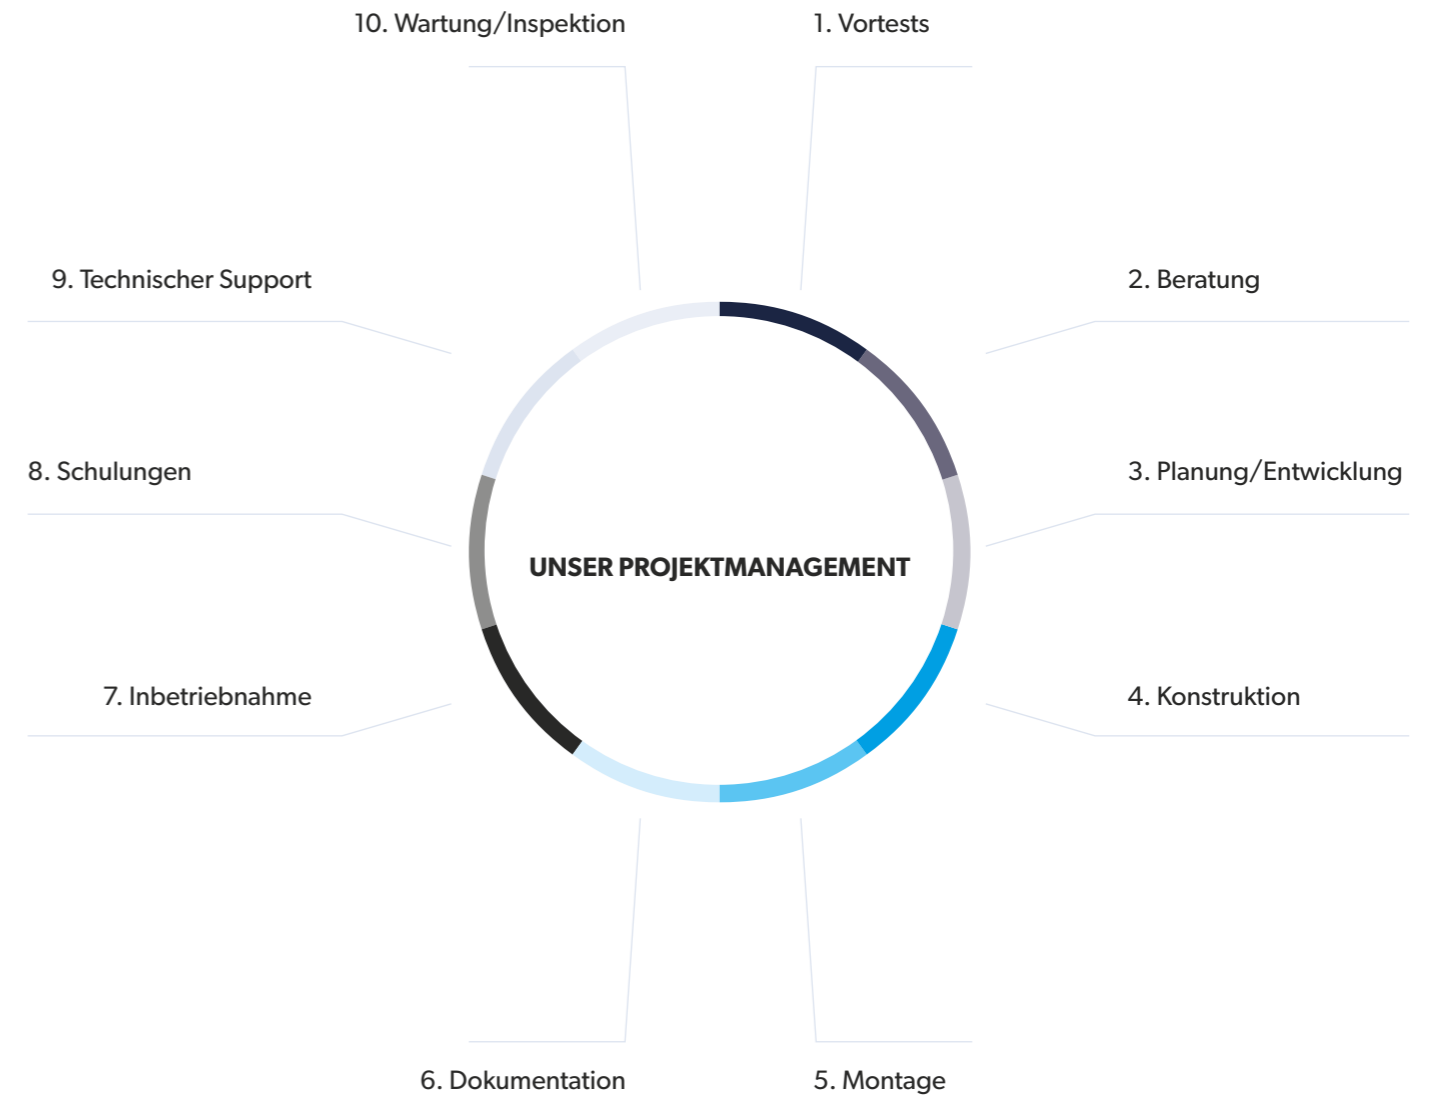 10. Wartung/Inspektion
1. Vortests
9. Technischer Support
2. Beratung
8. Schulungen
3. Planung/Entwicklung
UNSER PROJEKTMANAGEMENT
7. Inbetriebnahme
4. Konstruktion
6. Dokumentation
5. Montage